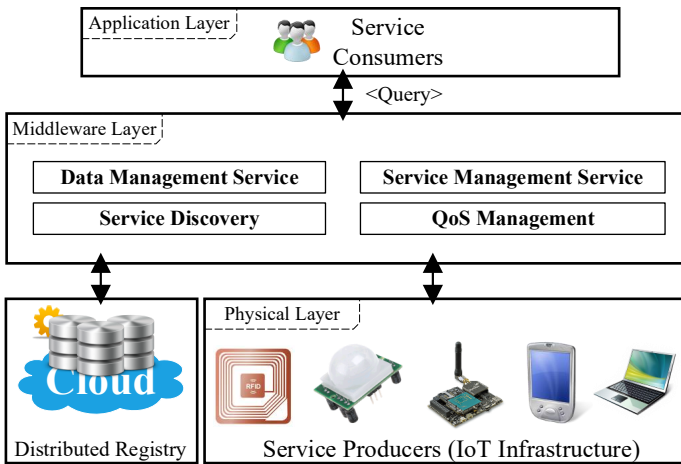 Application Layer
Service
Consumers
<Query>
Middleware Layer
Data Management Service
Service Management Service
Service Discovery
QoS Management
Cloud
Distributed Registry
Physical Layer
RFID
Service Producers (IoT Infrastructure)